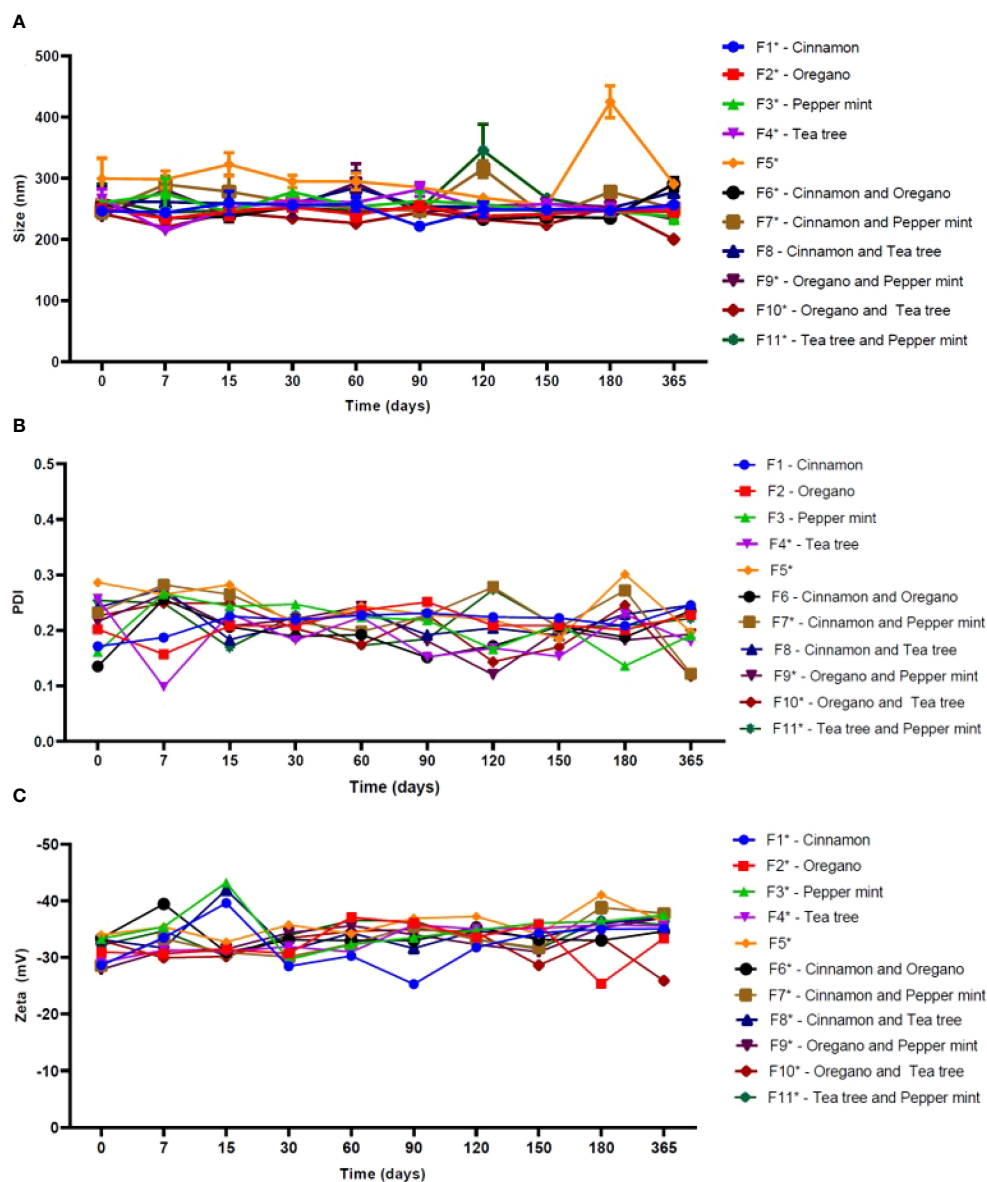 A
500
400
300
200
100
0
Size (nm)
0 7 15 30 60 90 120 150 180 365
Time (days)
F1* - Cinnamon
F2* - Oregano
F3* - Pepper mint
F4* - Tea tree
F5*
F6* - Cinnamon and Oregano
F7* - Cinnamon and Pepper mint
F8 - Cinnamon and Tea tree
F9* - Oregano and Pepper mint
F10* - Oregano and Tea tree
F11* - Tea tree and Pepper mint
B
0.5
0.4
0.3
0.2
0.1
0.0
PDI
0 7 15 30 60 90 120 150 180 365
Time (days)
F1 - Cinnamon
F2 - Oregano
F3 - Pepper mint
F4* - Tea tree
F5*
F6 - Cinnamon and Oregano
F7* - Cinnamon and Pepper mint
F8 - Cinnamon and Tea tree
F9* - Oregano and Pepper mint
F10* - Oregano and Tea tree
F11* - Tea tree and Pepper mint
C
-50
-40
-30
-20
-10
0
Zeta (mV)
0 7 15 30 60 90 120 150 180 365
Time (days)
F1* - Cinnamon
F2* - Oregano
F3* - Pepper mint
F4* - Tea tree
F5*
F6* - Cinnamon and Oregano
F7* - Cinnamon and Pepper mint
F8* - Cinnamon and Tea tree
F9* - Oregano and Pepper mint
F10* - Oregano and Tea tree
F11* - Tea tree and Pepper mint